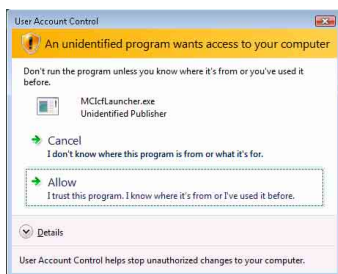 User Account Control
An unidentified program wants access to your computer
Don't run the program unless you know where it's from or you've used it
before.
MCIcfLauncher.exe
Unidentified Publisher
Cancel
I don't know where this program is from or what it's for.
Allow
I trust this program. I know where it's from or I've used it before.
Details
User Account Control helps stop unauthorized changes to your computer.